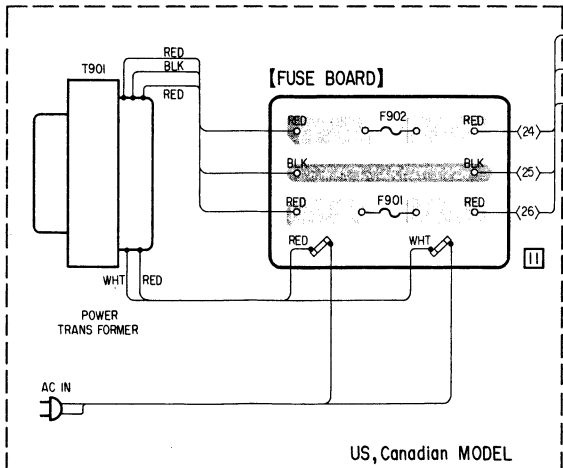 T901
RED
BLK
RED
【FUSE BOARD】
RED
F902
RED
〈24〉
BLK
BLK
〈25〉
RED
F901
RED
〈26〉
RED
WHT
11
WHT
RED
POWER
TRANS FORMER
AC IN
US, Canadian MODEL